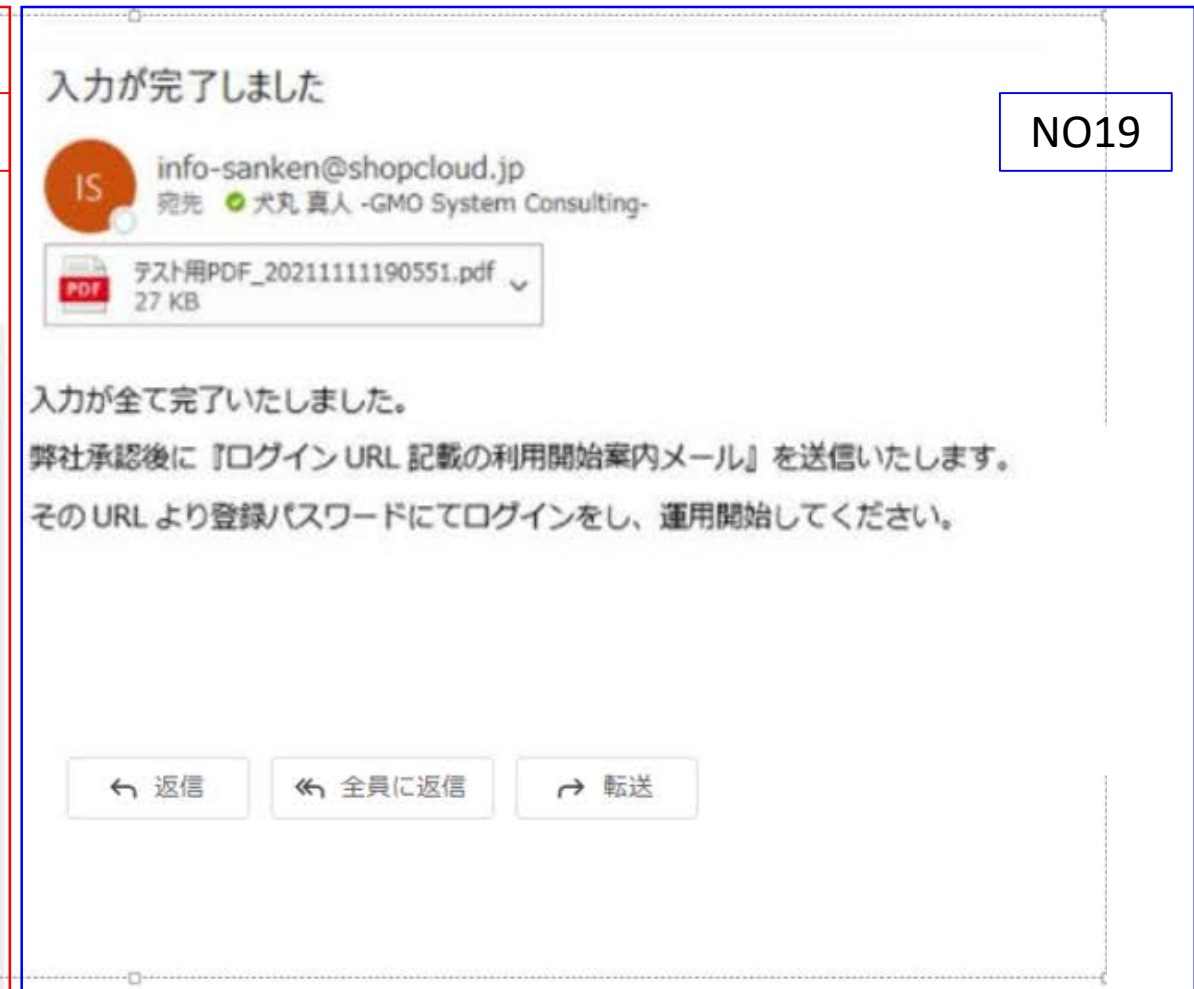 入力が完了しました
NO19
IS
info-sanken@shopcloud.jp
宛先 犬丸 真人 -GMO System Consulting-
PDF
テスト用PDF_20211111190551.pdf
27 KB
入力が全て完了いたしました。
弊社承認後に『ログイン URL 記載の利用開始案内メール』を送信いたします。
その URL より登録パスワードにてログインをし、運用開始してください。
返信
全員に返信
転送